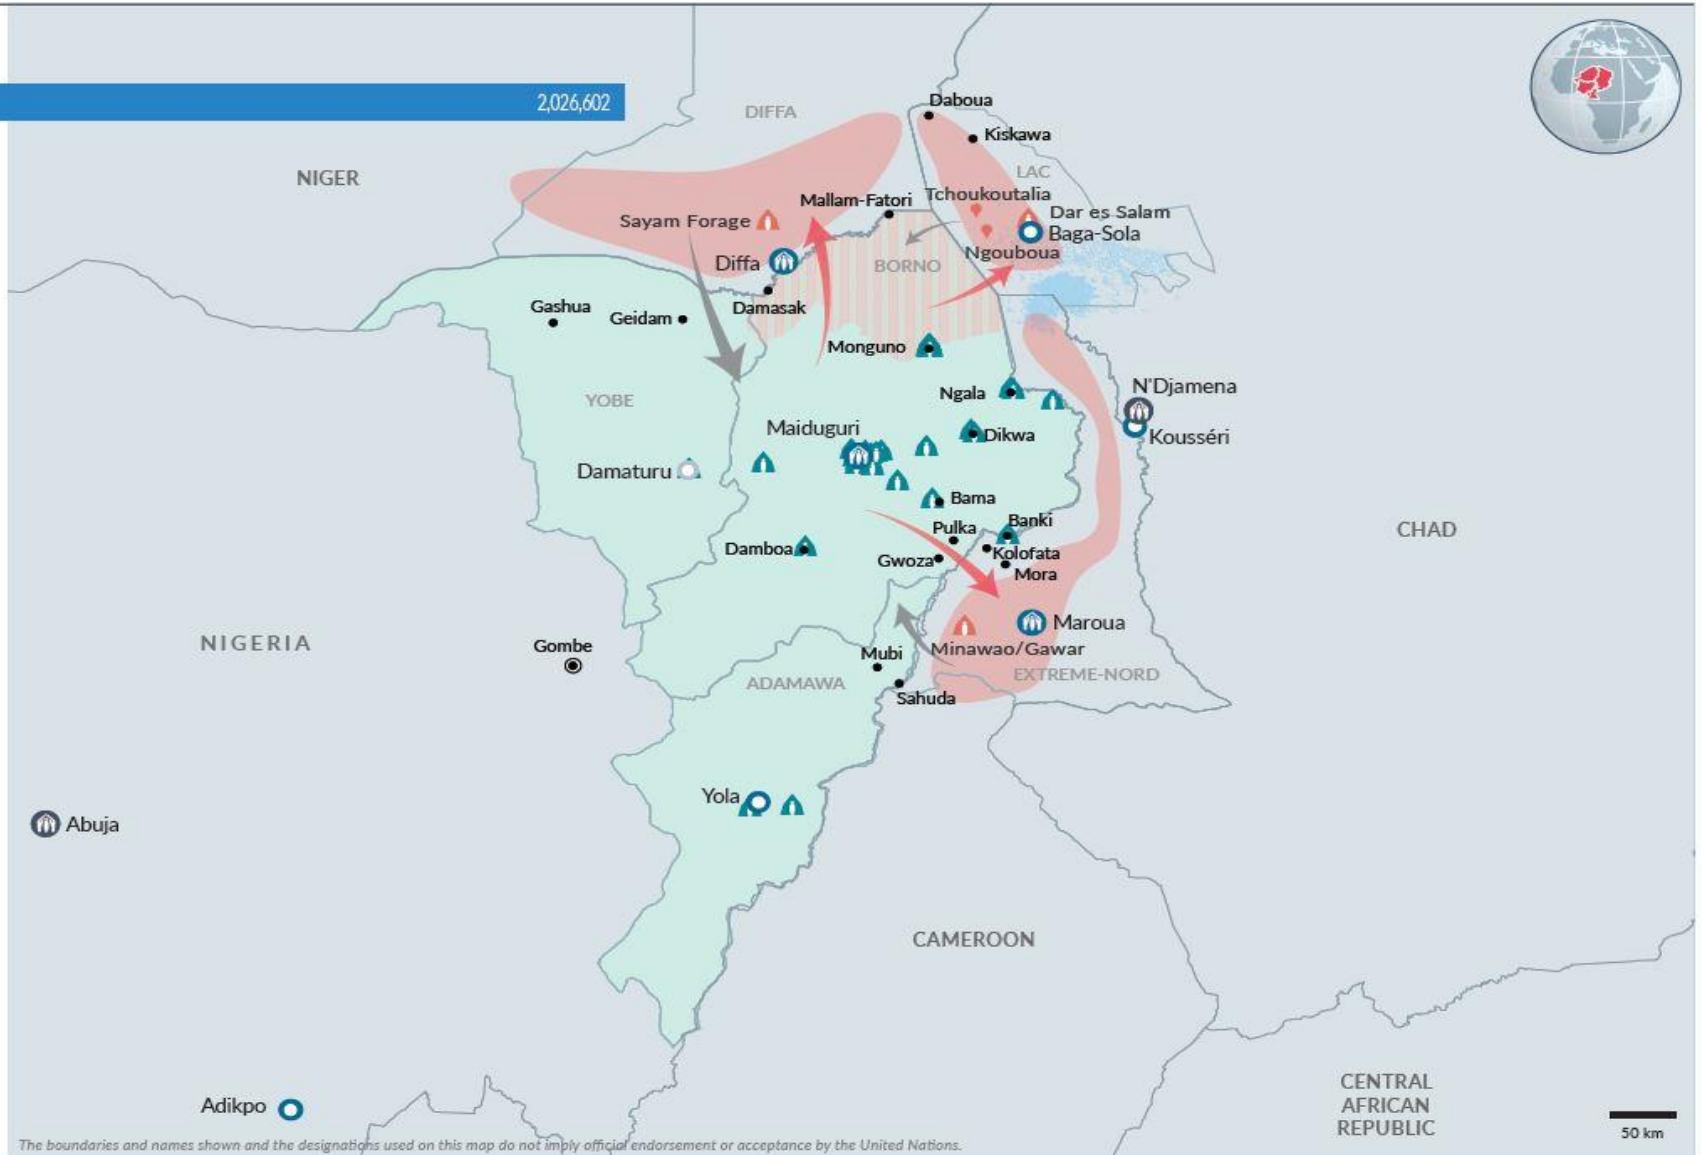 2,026,602
DIFFA
Daboua
Kiskawa
NIGER
LAC
Tchoukoutalia
Mallam-Fatori
Dar es Salam
Sayam Forage
Baga-Sola
Ngouboua
Diffa
BORNO
Damasak
Gashua
Geidam
Monguno
N'Djamena
Ngala
YOBE
Maiduguri
Dikwa
Kousséri
Damaturu
Bama
Banki
Pulka
CHAD
Damboa
Kolofata
Gwoza
Mora
Maroua
NIGERIA
Gombe
Minawao/Gawar
Mubi
EXTREME-NORD
ADAMAWA
Sahuda
Yola
Abuja
CAMEROON
CENTRAL
AFRICAN
REPUBLIC
Adikpo
50 km
The boundaries and names shown and the designations used on this map do not imply official endorsement or acceptance by the United Nations.